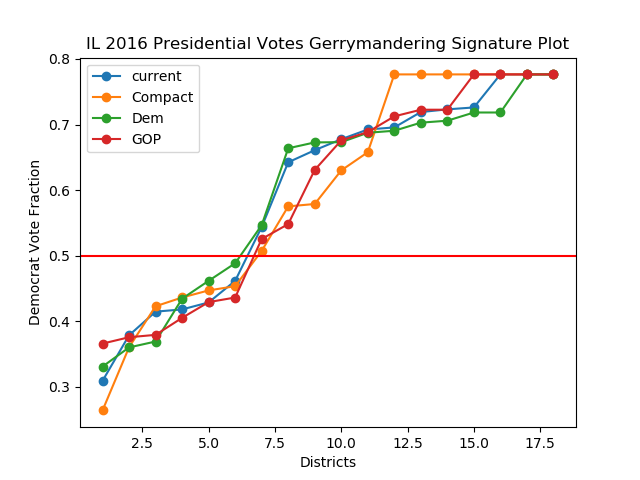 IL 2016 Presidential Votes Gerrymandering Signature Plot
current
Compact
Dem
GOP
0.8
0.7
0.6
0.5
0.4
0.3
Democrat Vote Fraction
2.5 5.0 7.5 10.0 12.5 15.0 17.5
Districts